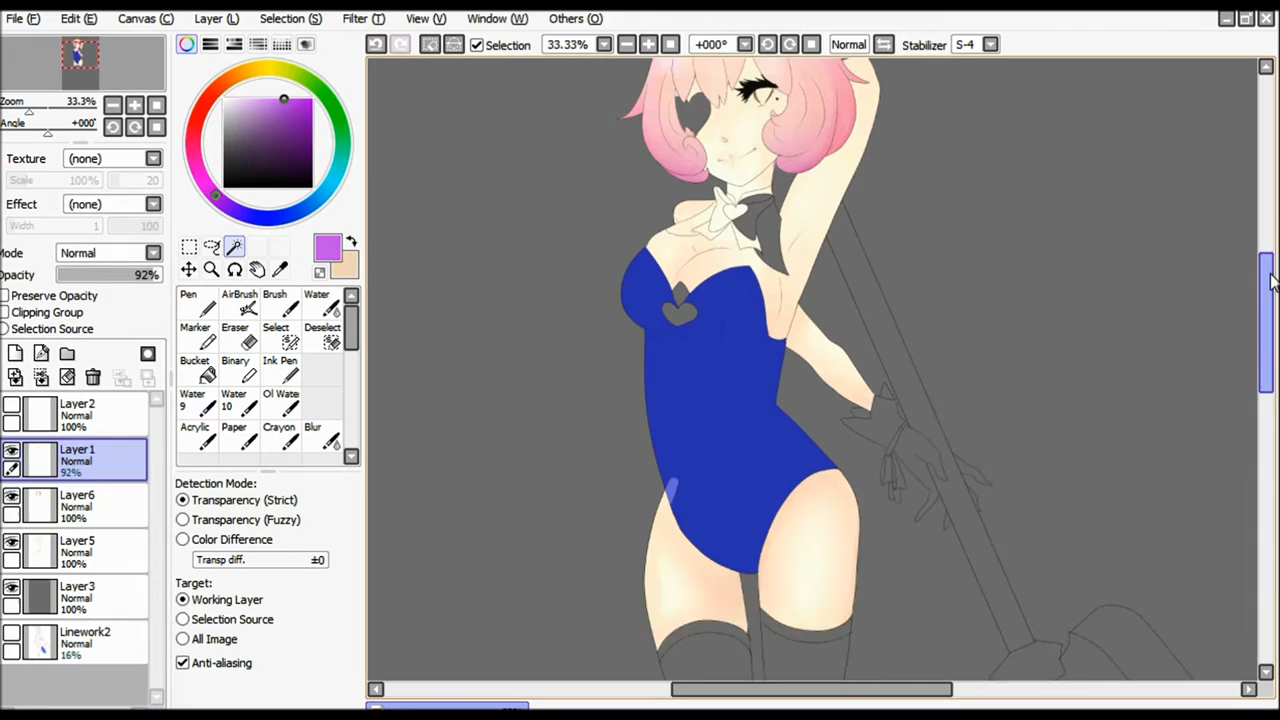 File (F) Edit (E) Canvas (C) Layer (L) Selection (S) Filter (T) View (V) Window (W) Others (O)
Selection 33.33% +000° Normal Stabilizer S-4
Zoom 33.3%
Angle +000°
Texture (none)
Scale 100% 20
Effect (none)
Width 1 100
Mode Normal
Opacity 92%
Preserve Opacity
Clipping Group
Selection Source
Layer2
Normal
100%
Layer1
Normal
92%
Layer6
Normal
100%
Layer5
Normal
100%
Layer3
Normal
100%
Linework2
Normal
16%
Pen AirBrush Brush Water
Marker Eraser Select Deselect
Bucket Binary Ink Pen
Water 9 Water 10 Ol Wate
Acrylic Paper Crayon Blur
Detection Mode:
Transparency (Strict)
Transparency (Fuzzy)
Color Difference
Transp diff. ±0
Target:
Working Layer
Selection Source
All Image
Anti-aliasing